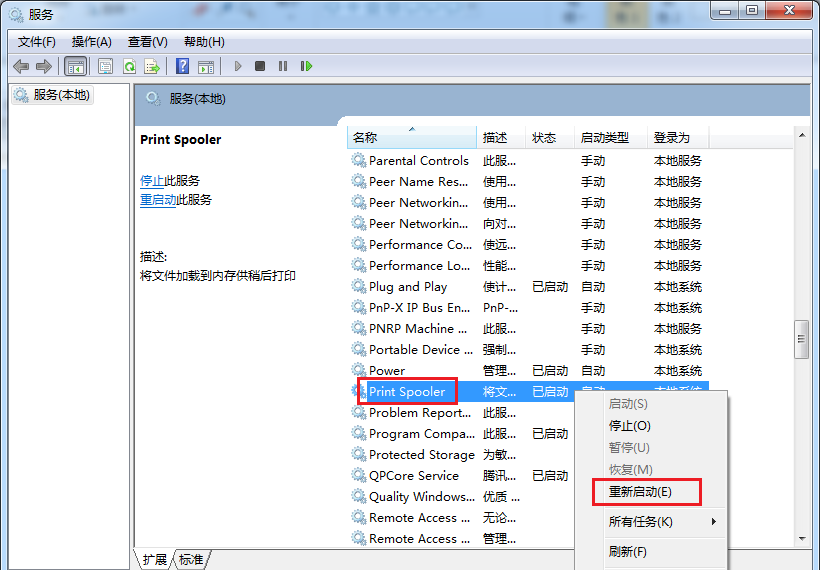 服务
文件(F) 操作(A) 查看(V) 帮助(H)
服务(本地)
服务(本地)
Print Spooler
停止此服务
重启动此服务
描述:
将文件加载到内存供稍后打印
名称 描述 状态 启动类型 登录为
Parental Controls 此服... 手动 本地服务
Peer Name Res... 使用... 手动 本地服务
Peer Networkin... 使用... 手动 本地服务
Peer Networkin... 向对... 手动 本地服务
Performance Co... 使远... 手动 本地服务
Performance Lo... 性能... 手动 本地服务
Plug and Play 使计... 已启动 自动 本地系统
PnP-X IP Bus En... PnP-... 手动 本地系统
PNRP Machine ... 此服... 手动 本地服务
Portable Device ... 强制... 手动 本地系统
Power 管理... 已启动 自动 本地系统
Print Spooler 将文... 已启动 自动 本地系统
Problem Report... 此服...
Program Compa... 此服... 已启动
Protected Storage 为敏...
QPCore Service 腾讯... 已启动
Quality Windows... 优质 ...
Remote Access ... 无论...
Remote Access ... 管理...
启动(S)
停止(O)
暂停(U)
恢复(M)
重新启动(E)
所有任务(K)
刷新(F)
扩展 标准